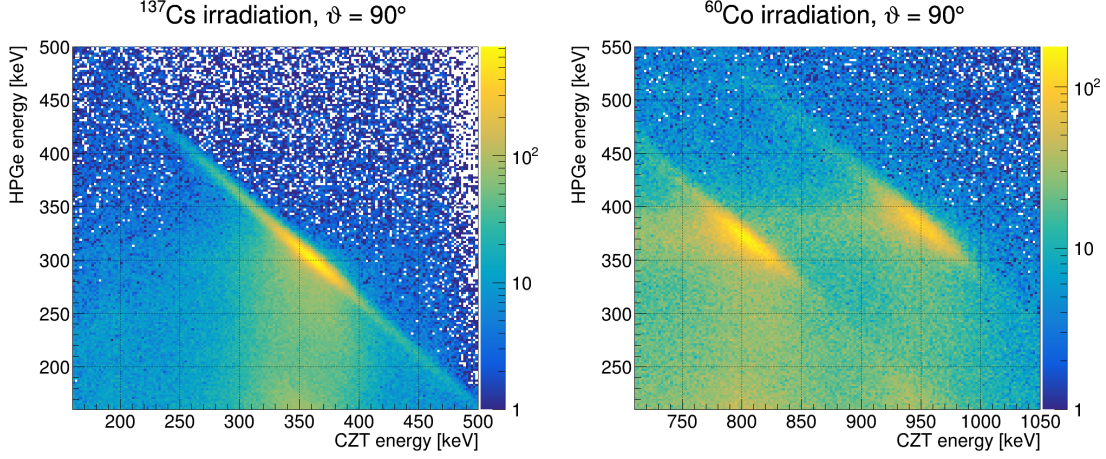 ¹³⁷Cs irradiation, ϑ = 90°
HPGe energy [keV]
500
450
400
350
300
250
200
200 250 300 350 400 450 500
CZT energy [keV]
10²
10
1
⁶⁰Co irradiation, ϑ = 90°
HPGe energy [keV]
550
500
450
400
350
300
250
750 800 850 900 950 1000 1050
CZT energy [keV]
10²
10
1